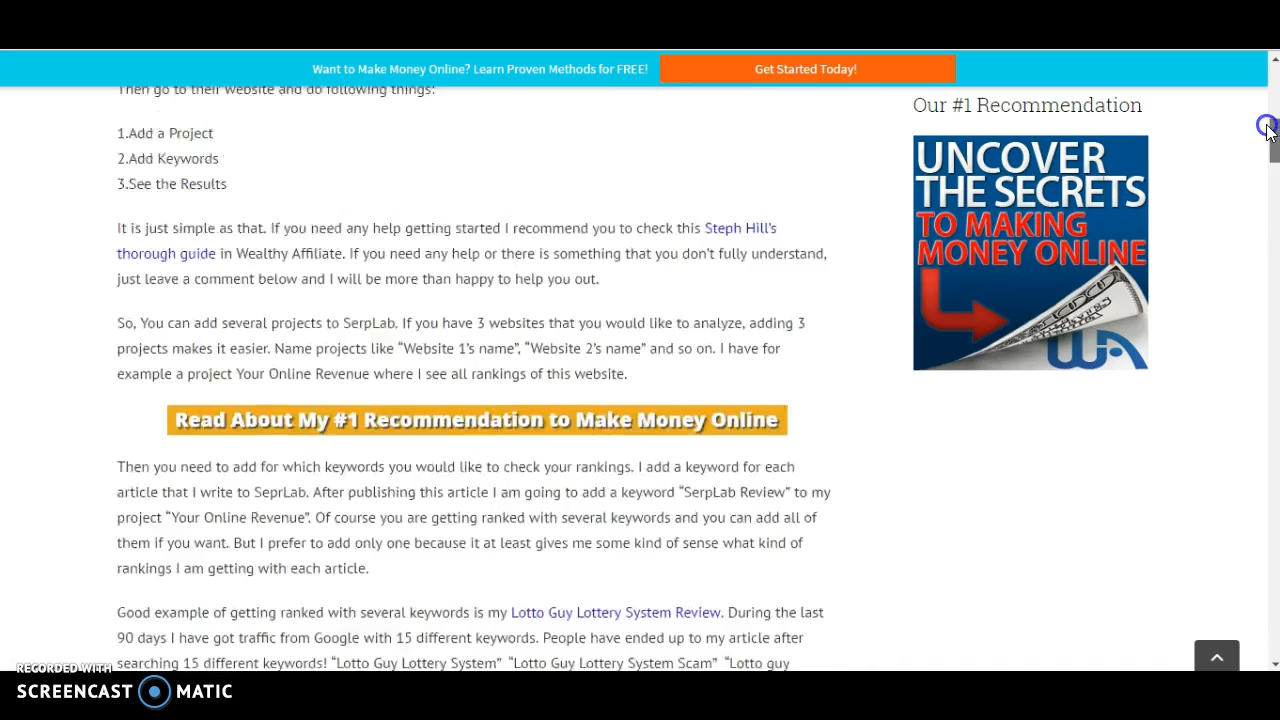 Want to Make Money Online? Learn Proven Methods for FREE! Get Started Today!
Then go to their website and do following things:
1.Add a Project
2.Add Keywords
3.See the Results
It is just simple as that. If you need any help getting started I recommend you to check this Steph Hill's
thorough guide in Wealthy Affiliate. If you need any help or there is something that you don't fully understand,
just leave a comment below and I will be more than happy to help you out.
So, You can add several projects to SerpLab. If you have 3 websites that you would like to analyze, adding 3
projects makes it easier. Name projects like “Website 1's name”, “Website 2's name” and so on. I have for
example a project Your Online Revenue where I see all rankings of this website.
Read About My #1 Recommendation to Make Money Online
Then you need to add for which keywords you would like to check your rankings. I add a keyword for each
article that I write to SeprLab. After publishing this article I am going to add a keyword “SerpLab Review” to my
project “Your Online Revenue”. Of course you are getting ranked with several keywords and you can add all of
them if you want. But I prefer to add only one because it at least gives me some kind of sense what kind of
rankings I am getting with each article.
Good example of getting ranked with several keywords is my Lotto Guy Lottery System Review. During the last
90 days I have got traffic from Google with 15 different keywords. People have ended up to my article after
searching 15 different keywords! “Lotto Guy Lottery System” “Lotto Guy Lottery System Scam” “Lotto guy
Our #1 Recommendation
UNCOVER
THE SECRETS
TO MAKING
MONEY ONLINE
WA
RECORDED WITH
SCREENCAST MATIC